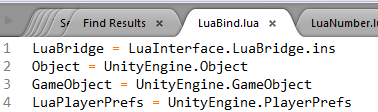 S Find Results LuaBind.lua LuaNumber.l
1 LuaBridge = LuaInterface.LuaBridge.ins
2 Object = UnityEngine.Object
3 GameObject = UnityEngine.GameObject
4 LuaPlayerPrefs = UnityEngine.PlayerPrefs